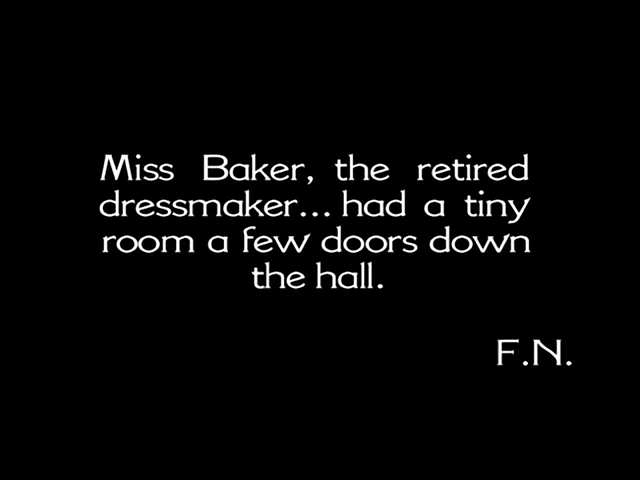 Miss Baker, the retired
dressmaker... had a tiny
room a few doors down
the hall.
F.N.